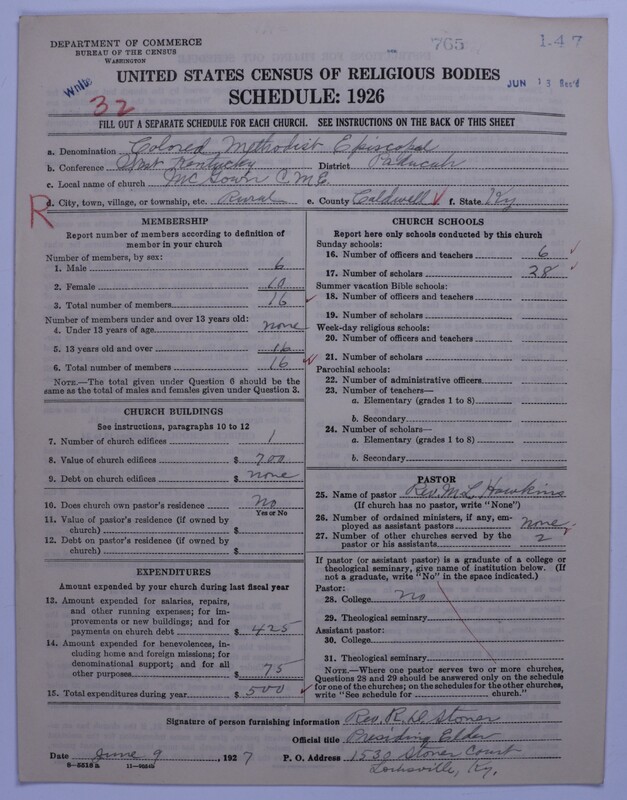 DEPARTMENT OF COMMERCE
BUREAU OF THE CENSUS
WASHINGTON
White
32
765
1-47
JUN 13 Rec'd
UNITED STATES CENSUS OF RELIGIOUS BODIES
SCHEDULE: 1926
FILL OUT A SEPARATE SCHEDULE FOR EACH CHURCH. SEE INSTRUCTIONS ON THE BACK OF THIS SHEET
a. Denomination Colored Methodist Episcopal
b. Conference West Kentucky District Paducah
c. Local name of church McGown C.M.E.
R
d. City, town, village, or township, etc. Rural e. County Caldwell f. State Ky
MEMBERSHIP
Report number of members according to definition of member in your church
Number of members, by sex:
1. Male 6
2. Female 10
3. Total number of members 16
Number of members under and over 13 years old:
4. Under 13 years of age none
5. 13 years old and over 16
6. Total number of members 16
NOTE.—The total given under Question 6 should be the same as the total of males and females given under Question 3.
CHURCH BUILDINGS
See instructions, paragraphs 10 to 12
7. Number of church edifices 1
8. Value of church edifices $ 700
9. Debt on church edifices $ none
10. Does church own pastor's residence No
Yes or No
11. Value of pastor's residence (if owned by church) $
12. Debt on pastor's residence (if owned by church) $
EXPENDITURES
Amount expended by your church during last fiscal year
13. Amount expended for salaries, repairs, and other running expenses; for improvements or new buildings; and for payments on church debt $ 425
14. Amount expended for benevolences, including home and foreign missions; for denominational support; and for all other purposes $ 75
15. Total expenditures during year $ 500
CHURCH SCHOOLS
Report here only schools conducted by this church
Sunday schools:
16. Number of officers and teachers 6
17. Number of scholars 28
Summer vacation Bible schools:
18. Number of officers and teachers
19. Number of scholars
Week-day religious schools:
20. Number of officers and teachers
21. Number of scholars
Parochial schools:
22. Number of administrative officers
23. Number of teachers—
a. Elementary (grades 1 to 8)
b. Secondary
24. Number of scholars—
a. Elementary (grades 1 to 8)
b. Secondary
PASTOR
25. Name of pastor Rev. M. L. Hawkins
(If church has no pastor, write "None")
26. Number of ordained ministers, if any, employed as assistant pastors none
27. Number of other churches served by the pastor or his assistants 2
If pastor (or assistant pastor) is a graduate of a college or theological seminary, give name of institution below. (If not a graduate, write "No" in the space indicated.)
Pastor:
28. College No
29. Theological seminary
Assistant pastor:
30. College
31. Theological seminary
NOTE.—Where one pastor serves two or more churches, Questions 28 and 29 should be answered only on the schedule for one of the churches; on the schedules for the other churches, write "See schedule for church."
Signature of person furnishing information Rev. R. D. Stoner
Official title Presiding Elder
Date June 9, 1927 P. O. Address 1530 Stoner Court
Ky.